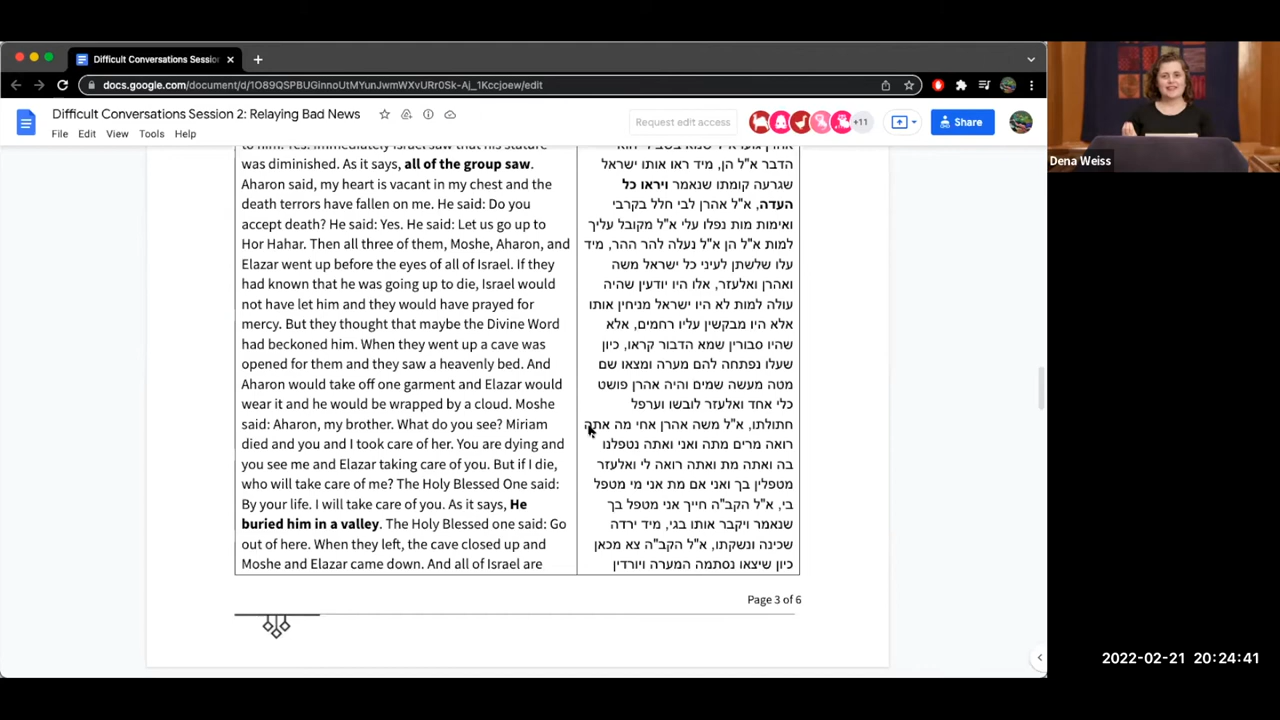 Difficult Conversations Sessio
docs.google.com/document/d/1O89QSPBUGinnoUtMYunJwmWXvURr0Sk-Aj_1Kccjoew/edit
Difficult Conversations Session 2: Relaying Bad News
File Edit View Tools Help
Request edit access
+11
Share
Dena Weiss
to him: Yes. Immediately Israel saw that his stature
was diminished. As it says, all of the group saw.
Aharon said, my heart is vacant in my chest and the
death terrors have fallen on me. He said: Do you
accept death? He said: Yes. He said: Let us go up to
Hor Hahar. Then all three of them, Moshe, Aharon, and
Elazar went up before the eyes of all of Israel. If they
had known that he was going up to die, Israel would
not have let him and they would have prayed for
mercy. But they thought that maybe the Divine Word
had beckoned him. When they went up a cave was
opened for them and they saw a heavenly bed. And
Aharon would take off one garment and Elazar would
wear it and he would be wrapped by a cloud. Moshe
said: Aharon, my brother. What do you see? Miriam
died and you and I took care of her. You are dying and
you see me and Elazar taking care of you. But if I die,
who will take care of me? The Holy Blessed One said:
By your life. I will take care of you. As it says, He
buried him in a valley. The Holy Blessed one said: Go
out of here. When they left, the cave closed up and
Moshe and Elazar came down. And all of Israel are
הדבר א"ל הן, מיד ראו אותו ישראל
שגרעה קומתו שנאמר ויראו כל
העדה, א"ל אהרן לבי חלל בקרבי
ואימות מות נפלו עלי א"ל מקובל עליך
למות א"ל הן א"ל נעלה להר ההר, מיד
עלו שלשתן לעיני כל ישראל משה
ואהרן ואלעזר, אלו היו יודעין שהיה
עולה למות לא היו ישראל מניחין אותו
אלא היו מבקשין עליו רחמים, אלא
שהיו סבורין שמא הדבור קראו, כיון
שעלו נפתחה להם מערה ומצאו שם
מטה מעשה שמים והיה אהרן פושט
כלי אחד ואלעזר לובשו וערפל
חתולתו, א"ל משה אהרן אחי מה אתה
רואה מרים מתה ואני ואתה נטפלנו
בה ואתה מת ואתה רואה לי ואלעזר
מטפלין בך ואני אם מת אני מי מטפל
בי, א"ל הקב"ה חייך אני מטפל בך
שנאמר ויקבר אותו בגי, מיד ירדה
שכינה ונשקתו, א"ל הקב"ה צא מכאן
כיון שיצאו נסתמה המערה ויורדין
Page 3 of 6
2022-02-21 20:24:41